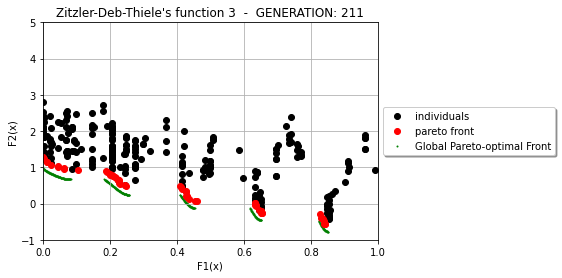 Zitzler-Deb-Thiele's function 3 - GENERATION: 211
5
4
3
2
1
0
−1
F2(x)
0.0 0.2 0.4 0.6 0.8 1.0
F1(x)
individuals
pareto front
Global Pareto-optimal Front